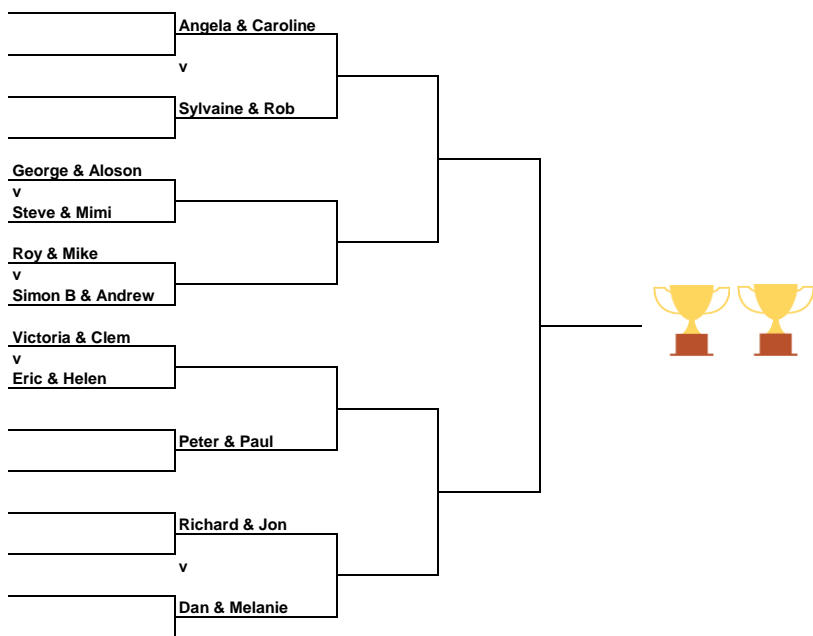 Angela & Caroline
v
Sylvaine & Rob
George & Aloson
v
Steve & Mimi
Roy & Mike
v
Simon B & Andrew
Victoria & Clem
v
Eric & Helen
Peter & Paul
Richard & Jon
v
Dan & Melanie